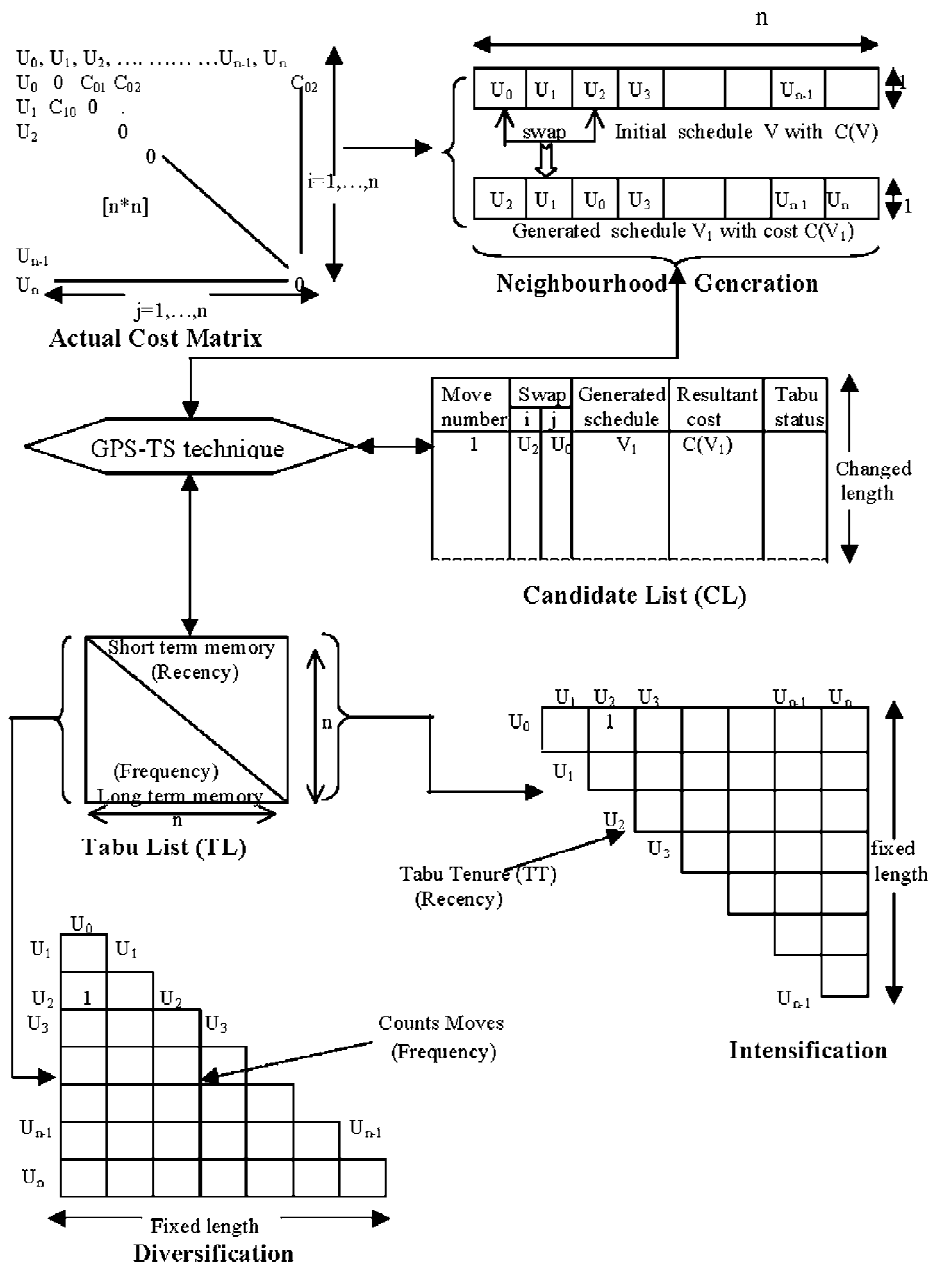 U0, U1, U2, .... ......... ...Un-1, Un
U0 0 C01 C02 C02
U1 C10 0 .
U2 0
0
[n*n]
i=1,...,n
Un-1
Un 0
j=1,...,n
Actual Cost Matrix
n
U0 U1 U2 U3 Un-1
1
swap
Initial schedule V with C(V)
U2 U1 U0 U3 Un-1 Un
1
Generated schedule V1 with cost C(V1)
Neighbourhood Generation
GPS-TS technique
Move number
Swap
i j
Generated schedule
Resultant cost
Tabu status
1 U2 U0 V1 C(V1)
Changed length
Candidate List (CL)
Short term memory
(Recency)
n
(Frequency)
Long term memory
n
Tabu List (TL)
U1 U2 U3 Un-1 Un
U0 1
U1
U2
U3
Tabu Tenure (TT)
(Recency)
fixed
length
Un-1
Intensification
U0
U1 U1
U2 1 U2
U3 U3
Counts Moves
(Frequency)
Un-1 Un-1
Un
Fixed length
Diversification